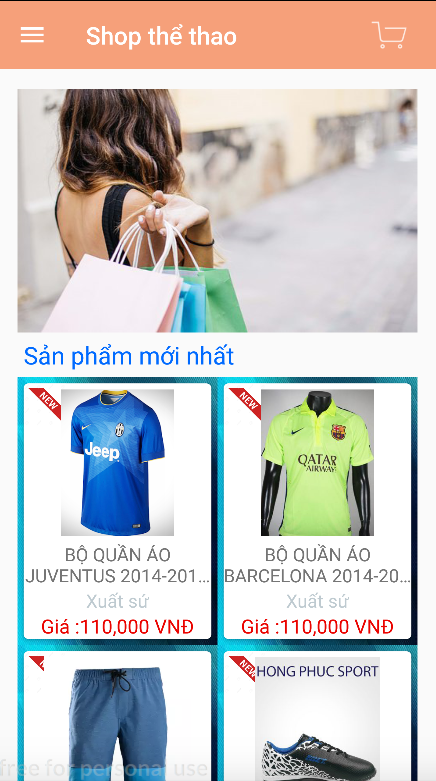 Shop thể thao
Sản phẩm mới nhất
NEW
NEW
Jeep
QATAR
AIRWAY
BỘ QUẦN ÁO
JUVENTUS 2014-201...
BỘ QUẦN ÁO
BARCELONA 2014-20...
Xuất sứ
Xuất sứ
Giá :110,000 VNĐ
Giá :110,000 VNĐ
NEW
HONG PHUC SPORT
free for personal use